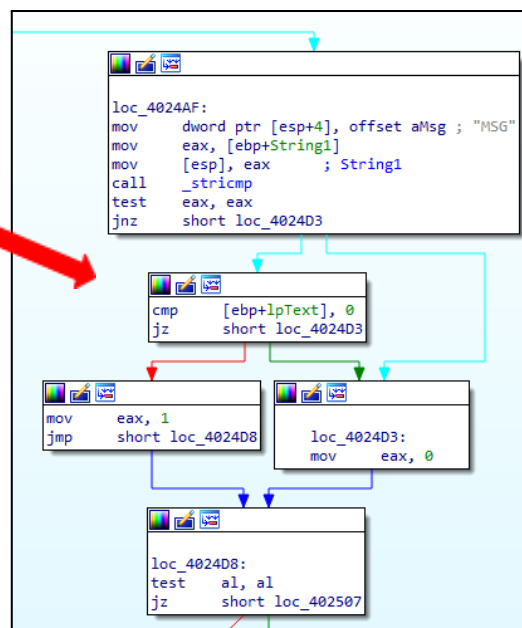 loc_4024AF:
mov dword ptr [esp+4], offset aMsg ; "MSG"
mov eax, [ebp+String1]
mov [esp], eax ; String1
call _stricmp
test eax, eax
jnz short loc_4024D3
cmp [ebp+lpText], 0
jz short loc_4024D3
mov eax, 1
jmp short loc_4024D8
loc_4024D3:
mov eax, 0
loc_4024D8:
test al, al
jz short loc_402507